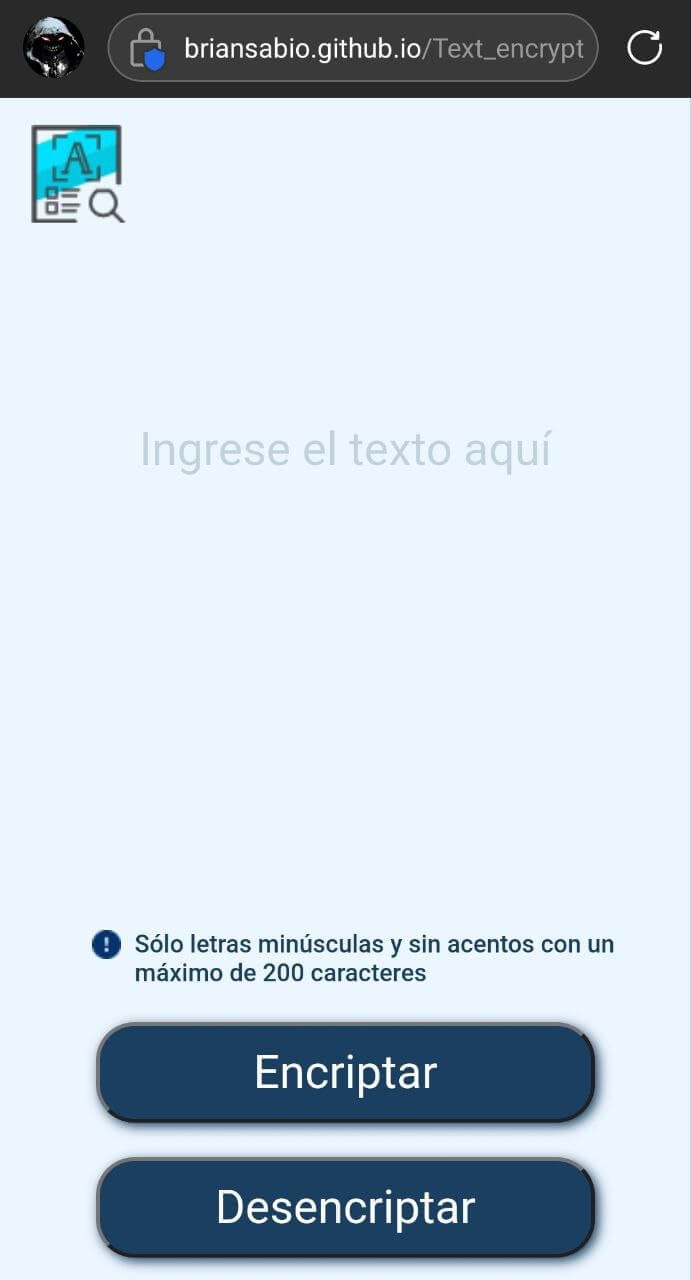 briansabio.github.io/Text_encrypt
A
Ingrese el texto aquí
Sólo letras minúsculas y sin acentos con un
máximo de 200 caracteres
Encriptar
Desencriptar